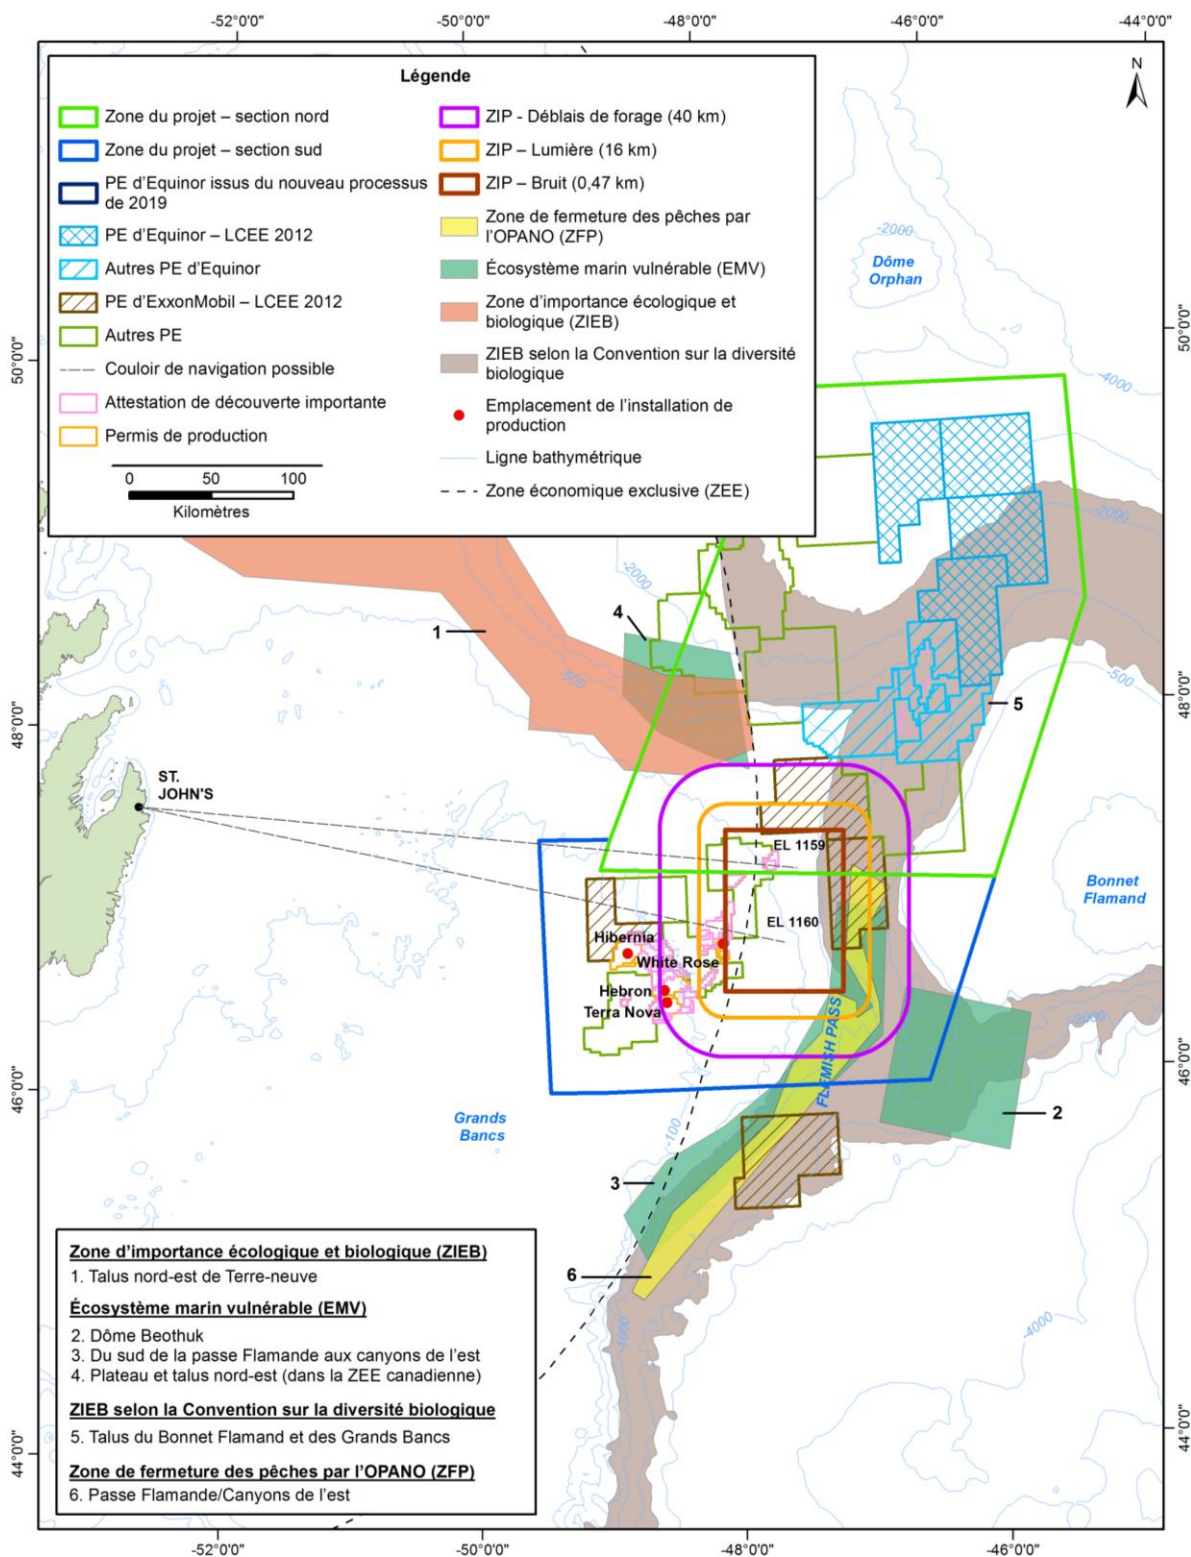 -52°0'0"
-50°0'0"
-48°0'0"
-46°0'0"
-44°0'0"
Légende
Zone du projet – section nord
Zone du projet – section sud
PE d'Equinor issus du nouveau processus
de 2019
PE d'Equinor – LCEE 2012
Autres PE d'Equinor
PE d'ExxonMobil – LCEE 2012
Autres PE
Couloir de navigation possible
Attestation de découverte importante
Permis de production
0
50
100
Kilomètres
ZIP - Déblais de forage (40 km)
ZIP – Lumière (16 km)
ZIP – Bruit (0,47 km)
Zone de fermeture des pêches par
l'OPANO (ZFP)
Écosystème marin vulnérable (EMV)
Zone d'importance écologique et
biologique (ZIEB)
ZIEB selon la Convention sur la diversité
biologique
Emplacement de l'installation de
production
Ligne bathymétrique
Zone économique exclusive (ZEE)
N
-2000
Dôme
Orphan
50°0'0"
50°0'0"
-4000
-2000
-2000
4
1
-500
-500
5
48°0'0"
48°0'0"
ST.
JOHN'S
EL 1159
Bonnet
Flamand
EL 1160
Hibernia
White Rose
Hebron
Terra Nova
FLEMISH PASS
-2000
46°0'0"
46°0'0"
Grands
Bancs
-100
2
3
6
-1000
-4000
44°0'0"
44°0'0"
Zone d'importance écologique et biologique (ZIEB)
1. Talus nord-est de Terre-neuve
Écosystème marin vulnérable (EMV)
2. Dôme Beothuk
3. Du sud de la passe Flamande aux canyons de l'est
4. Plateau et talus nord-est (dans la ZEE canadienne)
ZIEB selon la Convention sur la diversité biologique
5. Talus du Bonnet Flamand et des Grands Bancs
Zone de fermeture des pêches par l'OPANO (ZFP)
6. Passe Flamande/Canyons de l'est
-52°0'0"
-50°0'0"
-48°0'0"
-46°0'0"